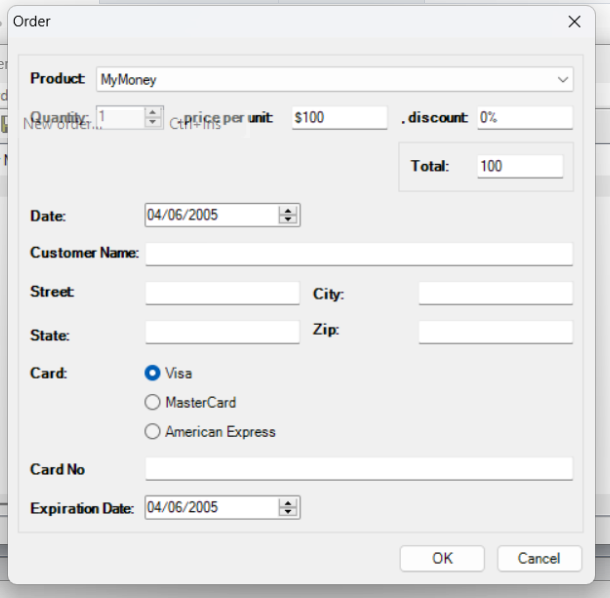 Order
Product: MyMoney
Quantity: 1 , price per unit: $100 , discount: 0%
New order... Ctrl+Ins
Total: 100
Date: 04/06/2005
Customer Name:
Street: City:
State: Zip:
Card: Visa
MasterCard
American Express
Card No
Expiration Date: 04/06/2005
OK Cancel